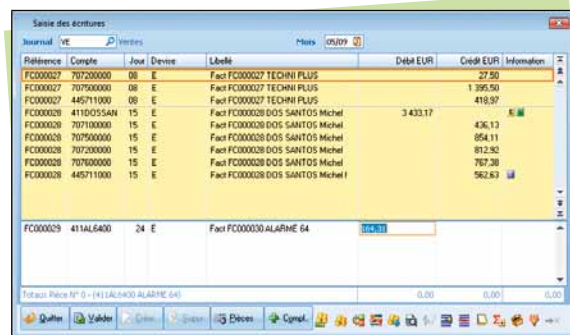 Saisie des écritures
Journal VE Ventes Mois 05/09
Référence Compte Jour Devise Libellé Débit EUR Crédit EUR Information
FC000027 707200000 08 E Fact FC000027 TECHNI PLUS 27,50
FC000027 707500000 08 E Fact FC000027 TECHNI PLUS 1 395,50
FC000027 445711000 08 E Fact FC000027 TECHNI PLUS 418,97
FC000028 411DOSSAN 15 E Fact FC000028 DOS SANTOS Michel 3 433,17
FC000028 707100000 15 E Fact FC000028 DOS SANTOS Michel 436,13
FC000028 707500000 15 E Fact FC000028 DOS SANTOS Michel 854,11
FC000028 707200000 15 E Fact FC000028 DOS SANTOS Michel 812,92
FC000028 707600000 15 E Fact FC000028 DOS SANTOS Michel 767,38
FC000028 445711000 15 E Fact FC000028 DOS SANTOS Michel 562,63
FC000029 411AL6400 24 E Fact FC000030 ALARME 64 164,31
Totaux Pièce N° 0 - (411AL6400 ALARME 64) 0,00 0,00 0,00
Quitter Valider Créer Suppr. Pièces Compl.